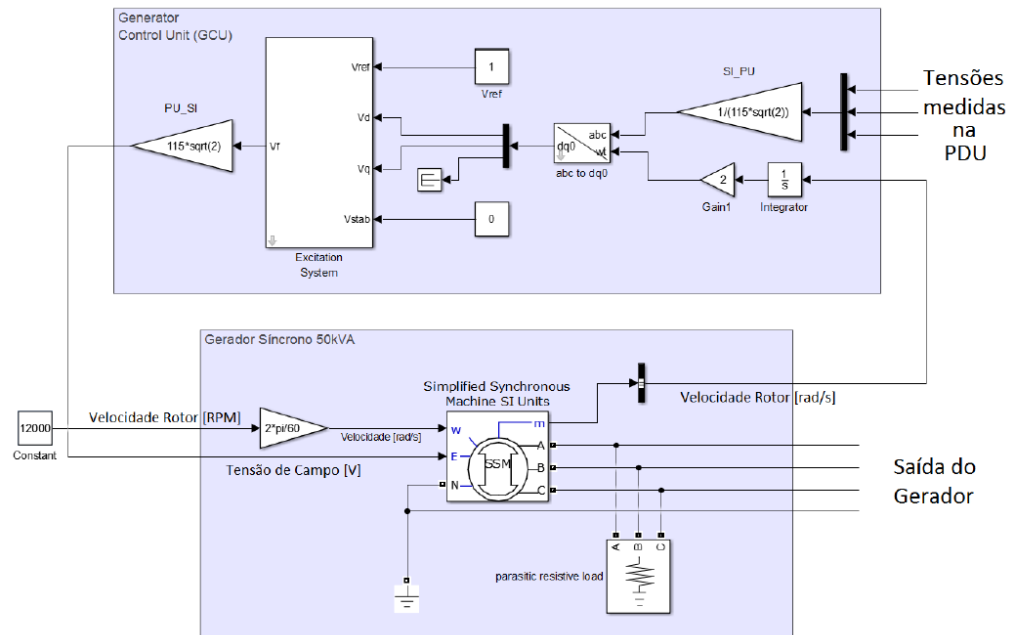 Generator
Control Unit (GCU)
PU_SI
115*sqrt(2)
Vf
Vref
Vd
Vq
Vstab
Excitation
System
1
Vref
0
dq0
abc
wt
abc to dq0
SI_PU
1/(115*sqrt(2))
2
Gain1
1
s
Integrator
Tensões
medidas
na
PDU
Gerador Síncrono 50kVA
12000
Constant
Velocidade Rotor [RPM]
2*pi/60
Velocidade [rad/s]
Tensão de Campo [V]
Simplified Synchronous
Machine SI Units
w
E
N
SSM
m
A
B
C
Velocidade Rotor [rad/s]
Saída do
Gerador
A
B
C
parasitic resistive load